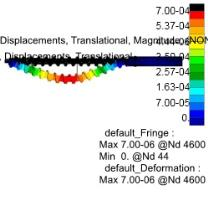 7.00-04
5.37-04
Displacements, Translational, Magnitude, (NON
, Displacements, Translational,
2.57-04
1.63-04
7.00-05
0.
default_Fringe :
Max 7.00-06 @Nd 4600
Min 0. @Nd 44
default_Deformation :
Max 7.00-06 @Nd 4600